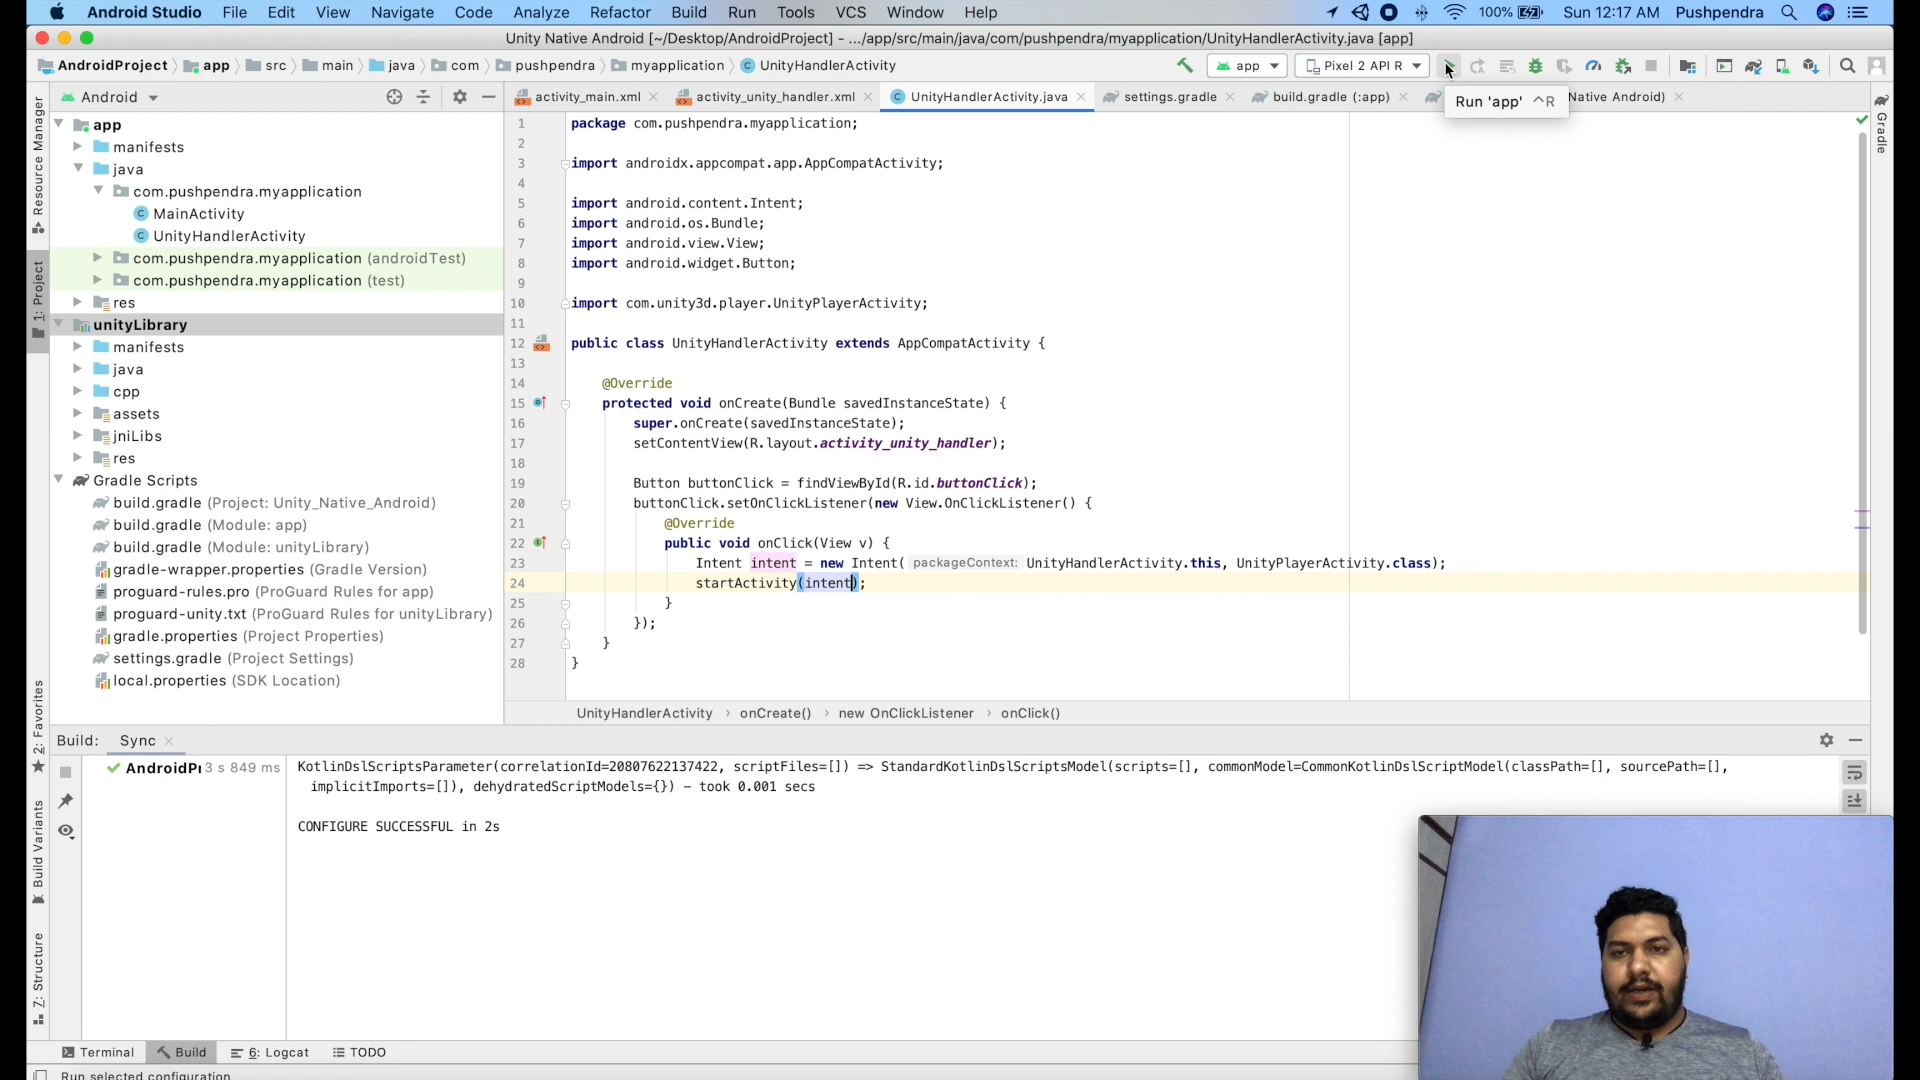 Android Studio File Edit View Navigate Code Analyze Refactor Build Run Tools VCS Window Help 100% Sun 12:17 AM Pushpendra
Unity Native Android [~/Desktop/AndroidProject] - .../app/src/main/java/com/pushpendra/myapplication/UnityHandlerActivity.java [app]
AndroidProject app src main java com pushpendra myapplication UnityHandlerActivity app Pixel 2 API R
Android activity_main.xml activity_unity_handler.xml UnityHandlerActivity.java settings.gradle build.gradle (:app) Native Android)
Run 'app' ^R
Resource Manager
1: Project
2: Favorites
Build Variants
Z: Structure
Gradle
app
manifests
java
com.pushpendra.myapplication
MainActivity
UnityHandlerActivity
com.pushpendra.myapplication (androidTest)
com.pushpendra.myapplication (test)
res
unityLibrary
manifests
java
cpp
assets
jniLibs
res
Gradle Scripts
build.gradle (Project: Unity_Native_Android)
build.gradle (Module: app)
build.gradle (Module: unityLibrary)
gradle-wrapper.properties (Gradle Version)
proguard-rules.pro (ProGuard Rules for app)
proguard-unity.txt (ProGuard Rules for unityLibrary)
gradle.properties (Project Properties)
settings.gradle (Project Settings)
local.properties (SDK Location)
1 package com.pushpendra.myapplication;
2
3 import androidx.appcompat.app.AppCompatActivity;
4
5 import android.content.Intent;
6 import android.os.Bundle;
7 import android.view.View;
8 import android.widget.Button;
9
10 import com.unity3d.player.UnityPlayerActivity;
11
12 public class UnityHandlerActivity extends AppCompatActivity {
13
14 @Override
15 protected void onCreate(Bundle savedInstanceState) {
16 super.onCreate(savedInstanceState);
17 setContentView(R.layout.activity_unity_handler);
18
19 Button buttonClick = findViewById(R.id.buttonClick);
20 buttonClick.setOnClickListener(new View.OnClickListener() {
21 @Override
22 public void onClick(View v) {
23 Intent intent = new Intent( packageContext: UnityHandlerActivity.this, UnityPlayerActivity.class);
24 startActivity(intent);
25 }
26 });
27 }
28 }
UnityHandlerActivity › onCreate() › new OnClickListener › onClick()
Build: Sync
AndroidPr 3 s 849 ms
KotlinDslScriptsParameter(correlationId=20807622137422, scriptFiles=[]) => StandardKotlinDslScriptsModel(scripts=[], commonModel=CommonKotlinDslScriptModel(classPath=[], sourcePath=[],
implicitImports=[]), dehydratedScriptModels={}) - took 0.001 secs
CONFIGURE SUCCESSFUL in 2s
Terminal Build 6: Logcat TODO
Run selected configuration